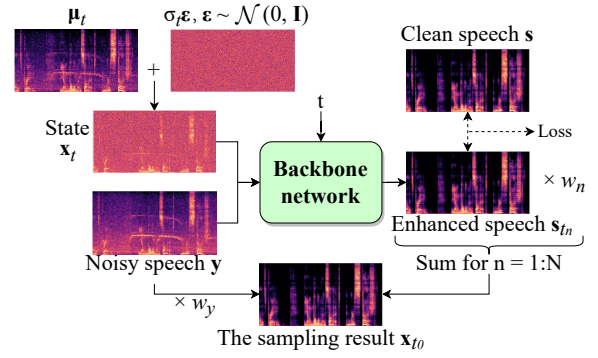 μ_t
σ_tε, ε ~ 𝒩(0, I)
+
Clean speech s
State
x_t
t
Loss
Backbone
network
× w_n
Noisy speech y
Enhanced speech s_{t_n}
Sum for n = 1:N
× w_y
The sampling result x_{t_0}